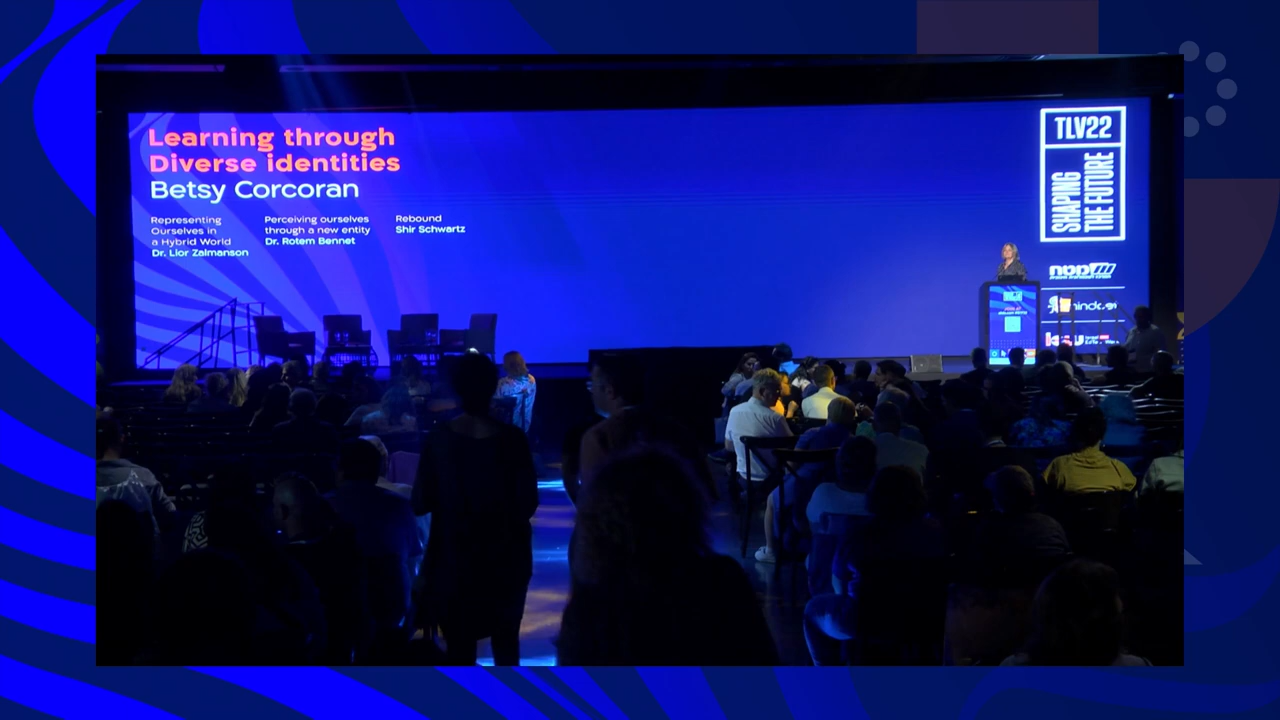 Learning through
Diverse identities
Betsy Corcoran
Representing
Ourselves in
a Hybrid World
Dr. Lior Zalmanson
Perceiving ourselves
through a new entity
Dr. Rotem Bennet
Rebound
Shir Schwartz
TLV22
SHAPING
THE FUTURE